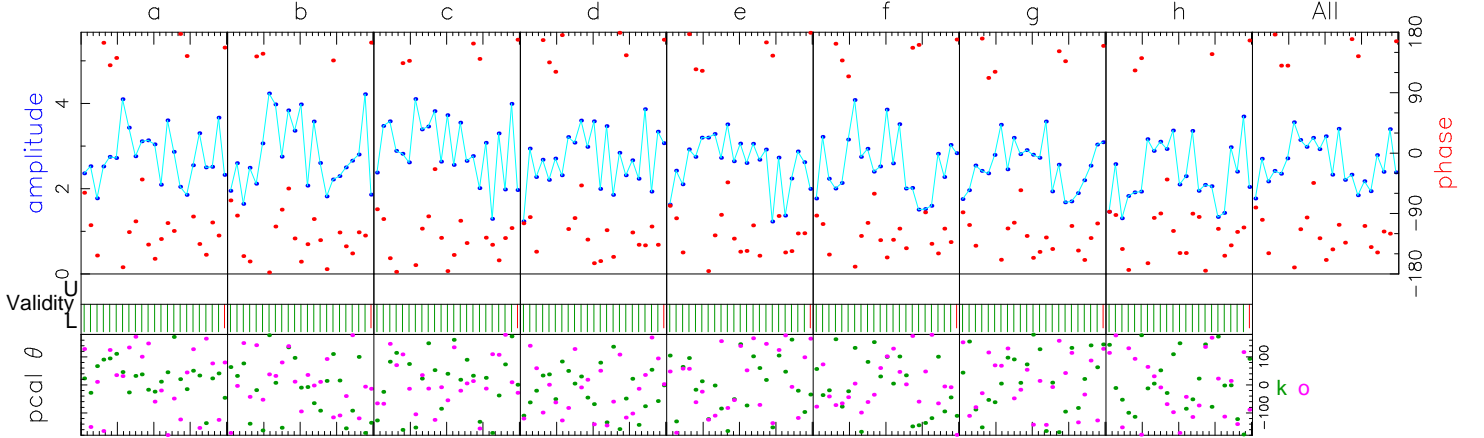 a b c d e f g h All
amplitude
0 2 4
180 90 0 -90 -180
phase
U
Validity
L
pcal θ
100 0 -100
k o